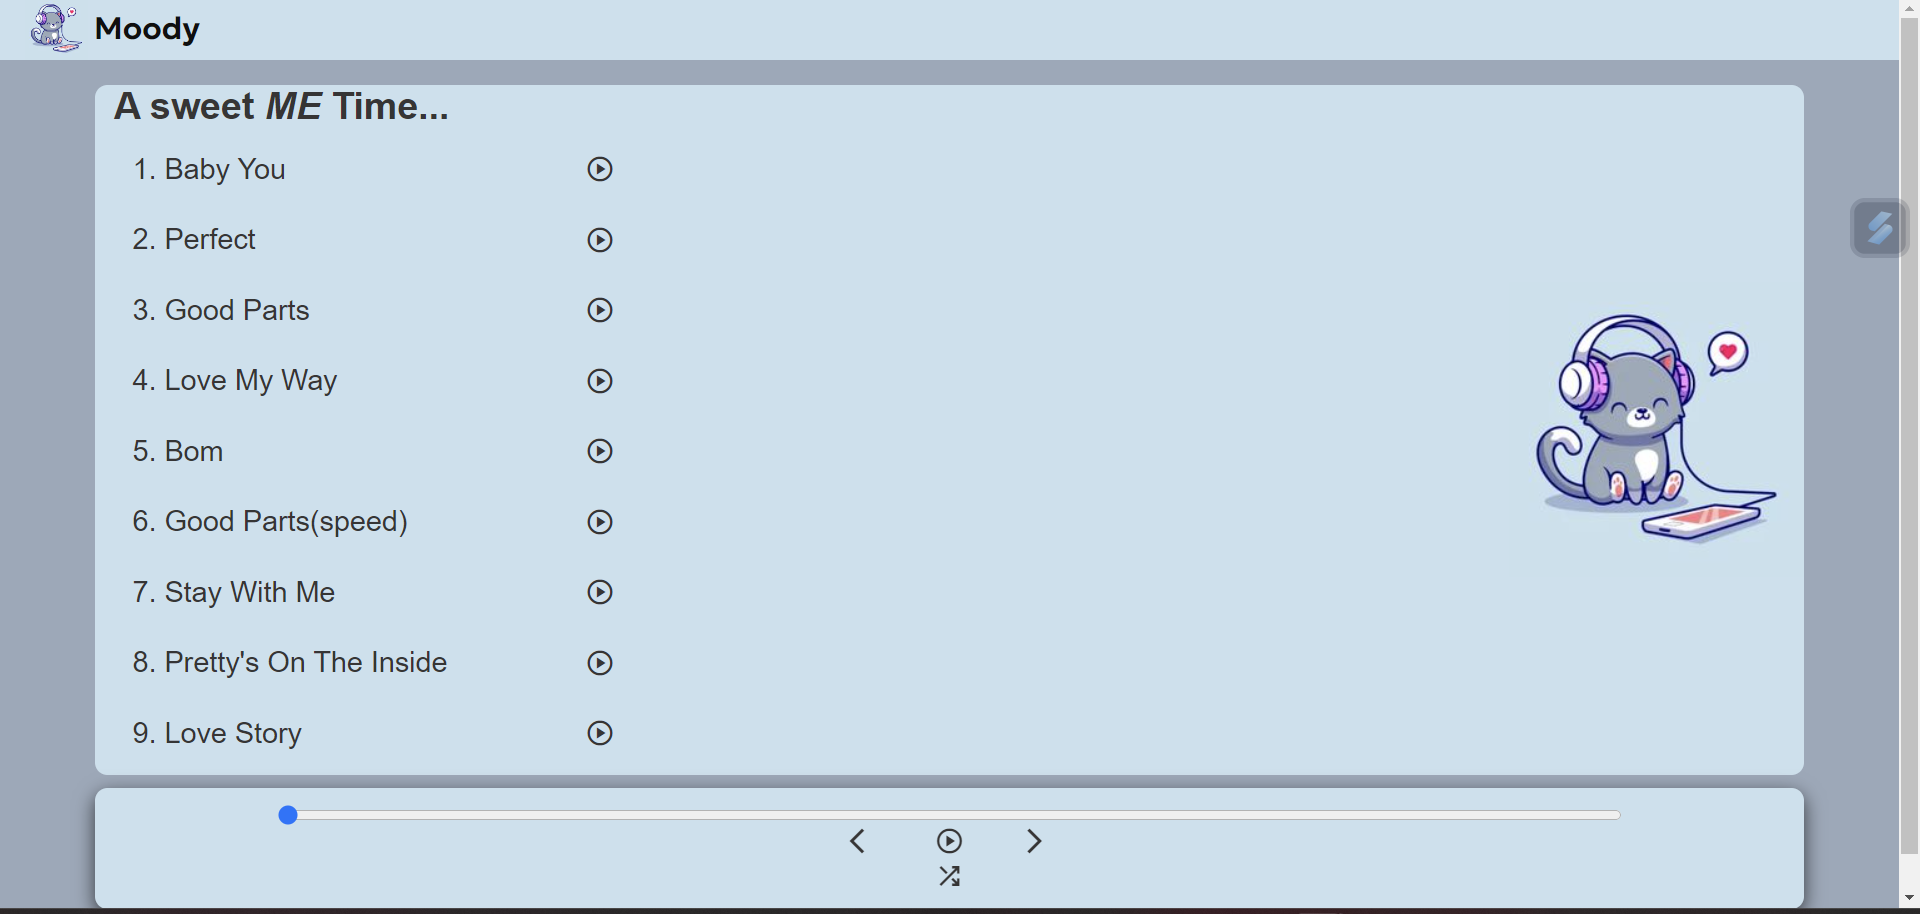 Moody
A sweet ME Time...
1. Baby You
2. Perfect
3. Good Parts
4. Love My Way
5. Bom
6. Good Parts(speed)
7. Stay With Me
8. Pretty's On The Inside
9. Love Story